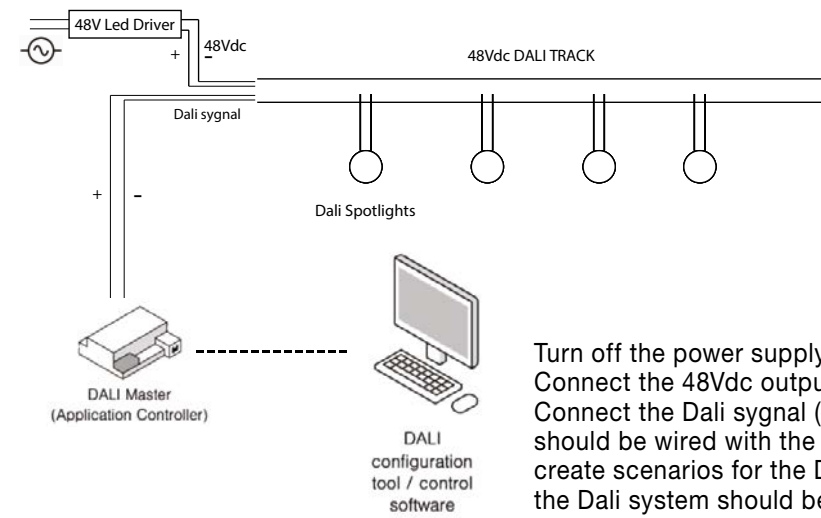 48V Led Driver
+
-
48Vdc
48Vdc DALI TRACK
Dali sygnal
+
-
Dali Spotlights
DALI Master
(Application Controller)
DALI
configuration
tool / control
software
Turn off the power supply
Connect the 48Vdc outpu
Connect the Dali sygnal (
should be wired with the
create scenarios for the D
the Dali system should be